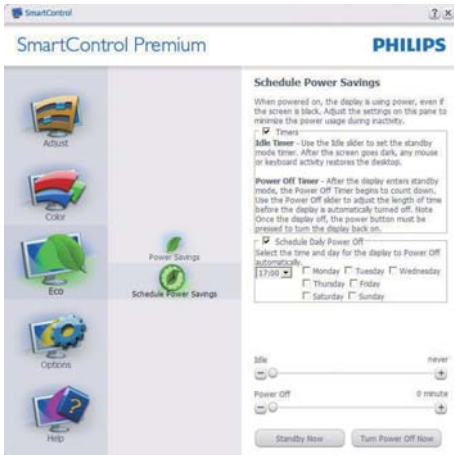 SmartControl
SmartControl Premium
PHILIPS
Adjust
Color
Eco
Options
Help
Power Savings
Schedule Power Savings
Schedule Power Savings
When powered on, the display is using power, even if
the screen is black. Adjust the settings on this pane to
minimize the power usage during inactivity.
Timers
Idle Timer - Use the Idle slider to set the standby
mode timer. After the screen goes dark, any mouse
or keyboard activity restores the desktop.
Power Off Timer - After the display enters standby
mode, the Power Off Timer begins to count down.
Use the Power Off slider to adjust the length of time
before the display is automatically turned off. Note
Once the display off, the power button must be
pressed to turn the display back on.
Schedule Daily Power Off
Select the time and day for the display to Power Off
automatically.
17:00 Monday Tuesday Wednesday
Thursday Friday
Saturday Sunday
Idle never
Power Off 0 minute
Standby Now Turn Power Off Now